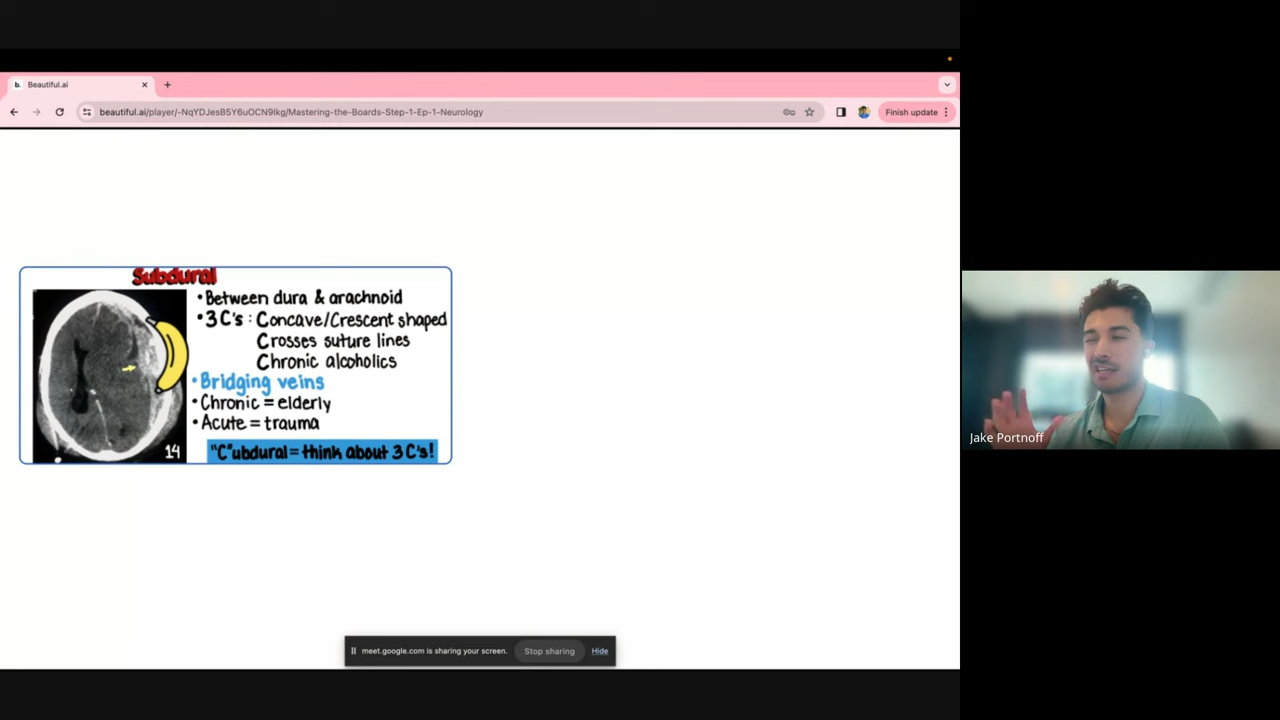 Beautiful.ai
beautiful.ai/player/-NqYDJesB5Y6uOCN9lkg/Mastering-the-Boards-Step-1-Ep-1-Neurology
Finish update
Subdural
• Between dura & arachnoid
• 3 C's : Concave/Crescent shaped
Crosses suture lines
Chronic alcoholics
• Bridging veins
• Chronic = elderly
• Acute = trauma
14
"C"ubdural = think about 3 C's!
Jake Portnoff
meet.google.com is sharing your screen.
Stop sharing
Hide